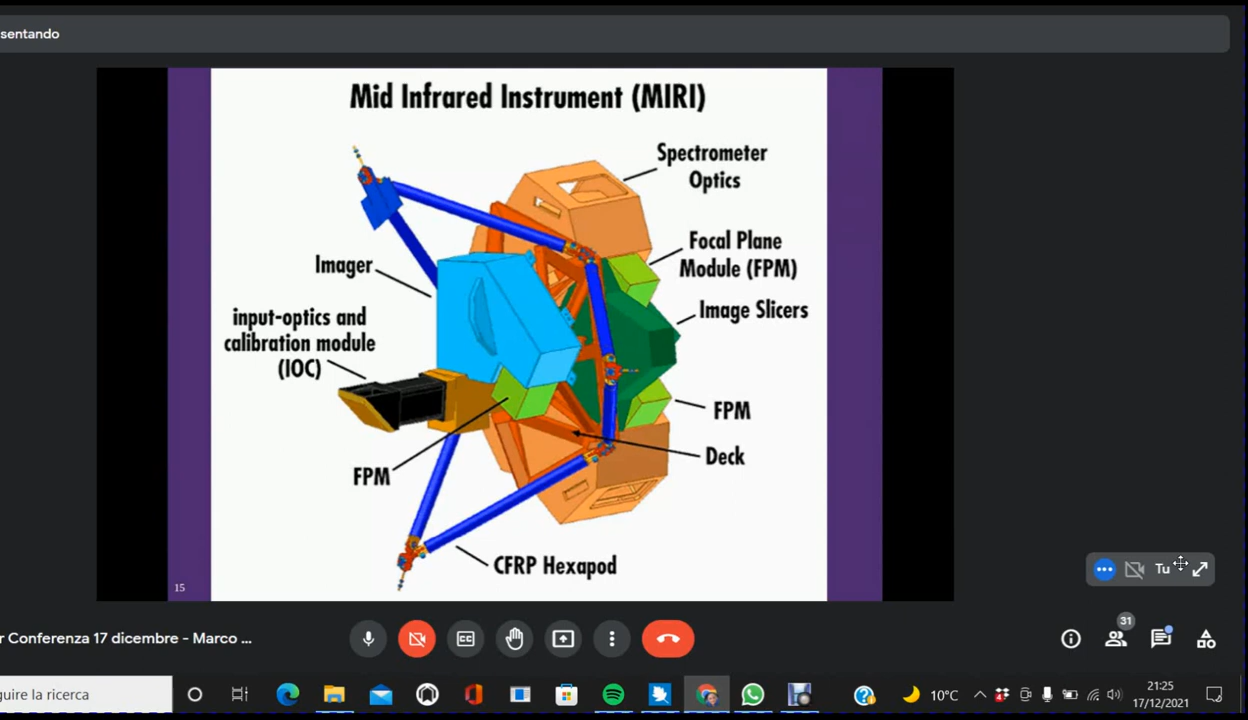 sentando
Mid Infrared Instrument (MIRI)
Spectrometer
Optics
Focal Plane
Module (FPM)
Imager
Image Slicers
input-optics and
calibration module
(IOC)
FPM
Deck
FPM
CFRP Hexapod
15
Tu
r Conferenza 17 dicembre - Marco ...
CC
31
guire la ricerca
10°C
21:25
17/12/2021